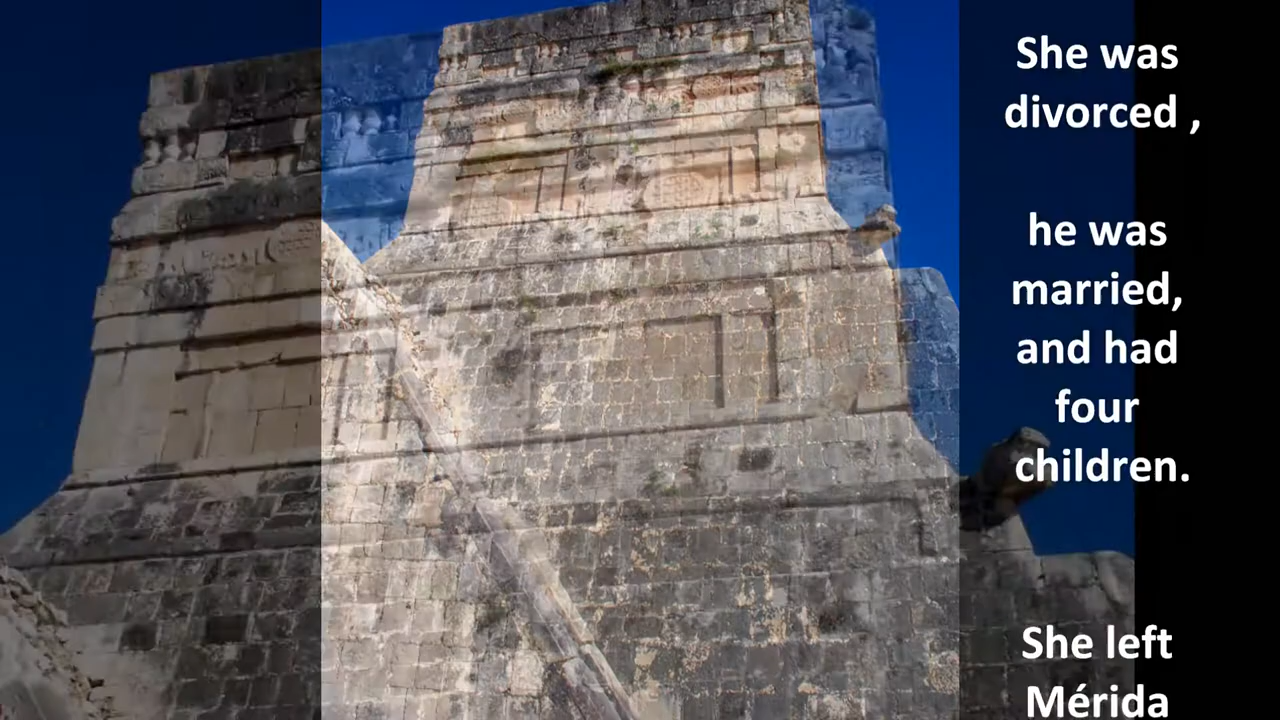 She was
divorced ,
he was
married,
and had
four
children.
She left
Mérida